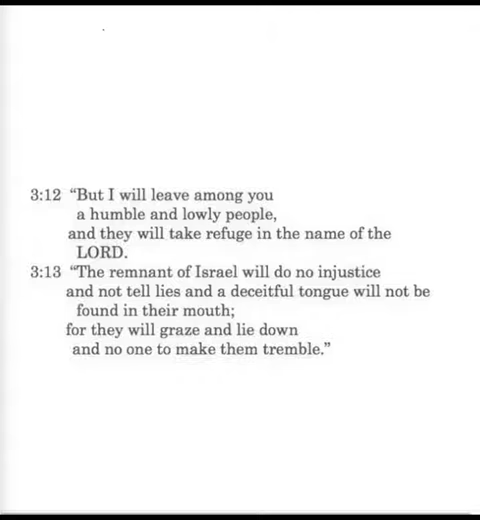 3:12 “But I will leave among you
a humble and lowly people,
and they will take refuge in the name of the
LORD.
3:13 “The remnant of Israel will do no injustice
and not tell lies and a deceitful tongue will not be
found in their mouth;
for they will graze and lie down
and no one to make them tremble.”